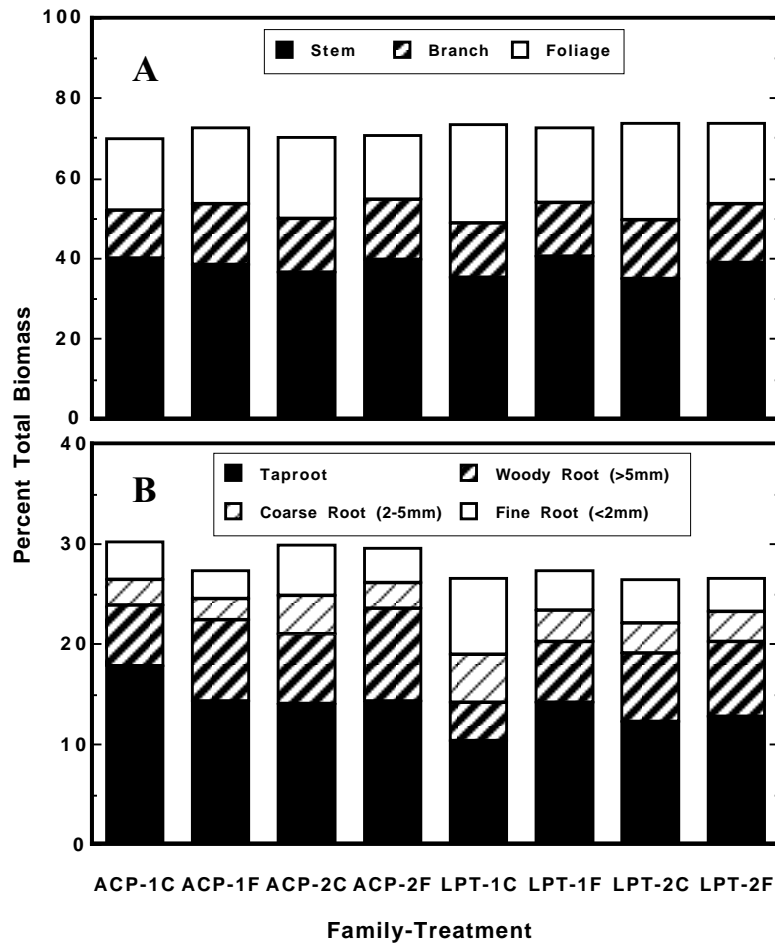 100
80
60
40
20
0
A
Stem Branch Foliage
Percent Total Biomass
40
30
20
10
0
B
Taproot Woody Root (>5mm)
Coarse Root (2-5mm) Fine Root (<2mm)
ACP-1C ACP-1F ACP-2C ACP-2F LPT-1C LPT-1F LPT-2C LPT-2F
Family-Treatment